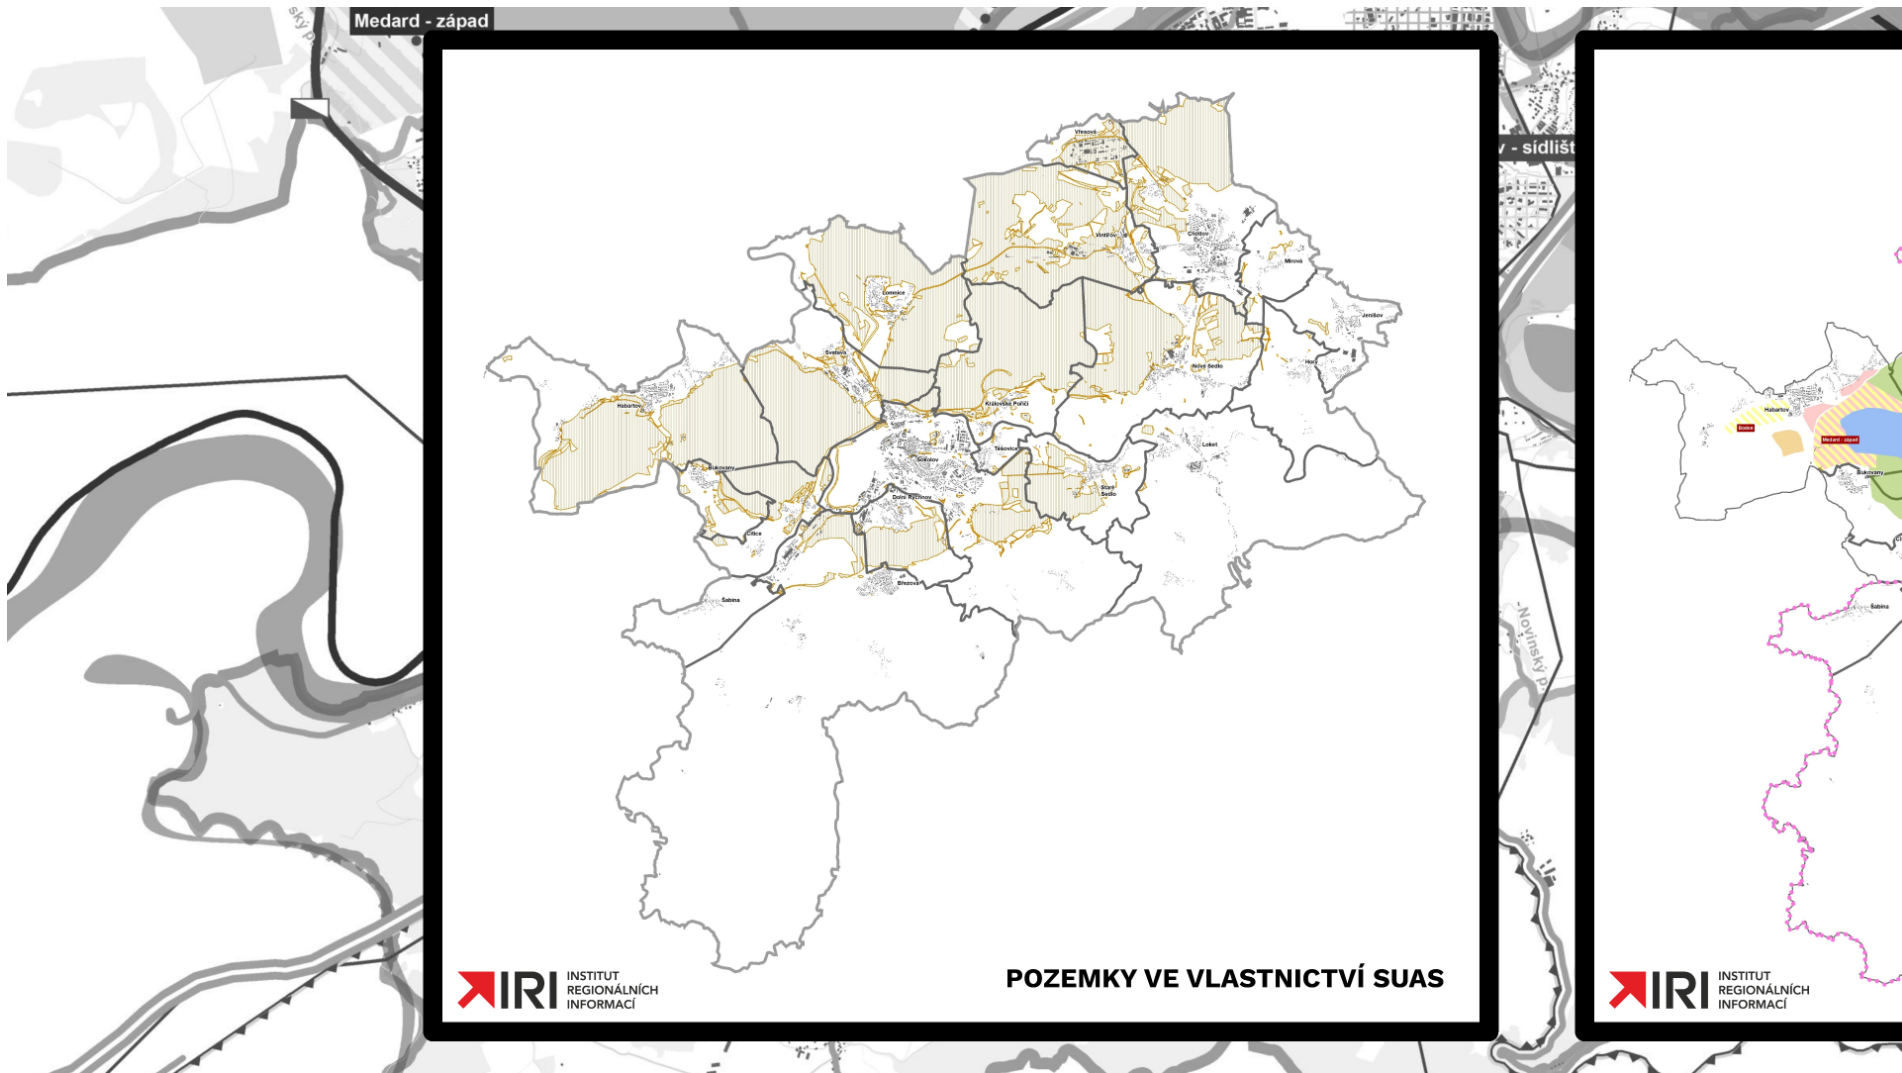 Medard - západ
ský p.
v - sídlišt
Novinský p.
Vřesová
Vintířov
Chodov
Mírová
Lomnice
Jenišov
Svatava
Hory
Nové Sedlo
Habartov
Královské Poříčí
Loket
Těšovice
Sokolov
Bukovany
Staré
Sedlo
Dolní Rychnov
Citice
Březová
Šabina
IRI
INSTITUT
REGIONÁLNÍCH
INFORMACÍ
POZEMKY VE VLASTNICTVÍ SUAS
Habartov
Medard - západ
Bukovany
Šabina
IRI
INSTITUT
REGIONÁLNÍCH
INFORMACÍ